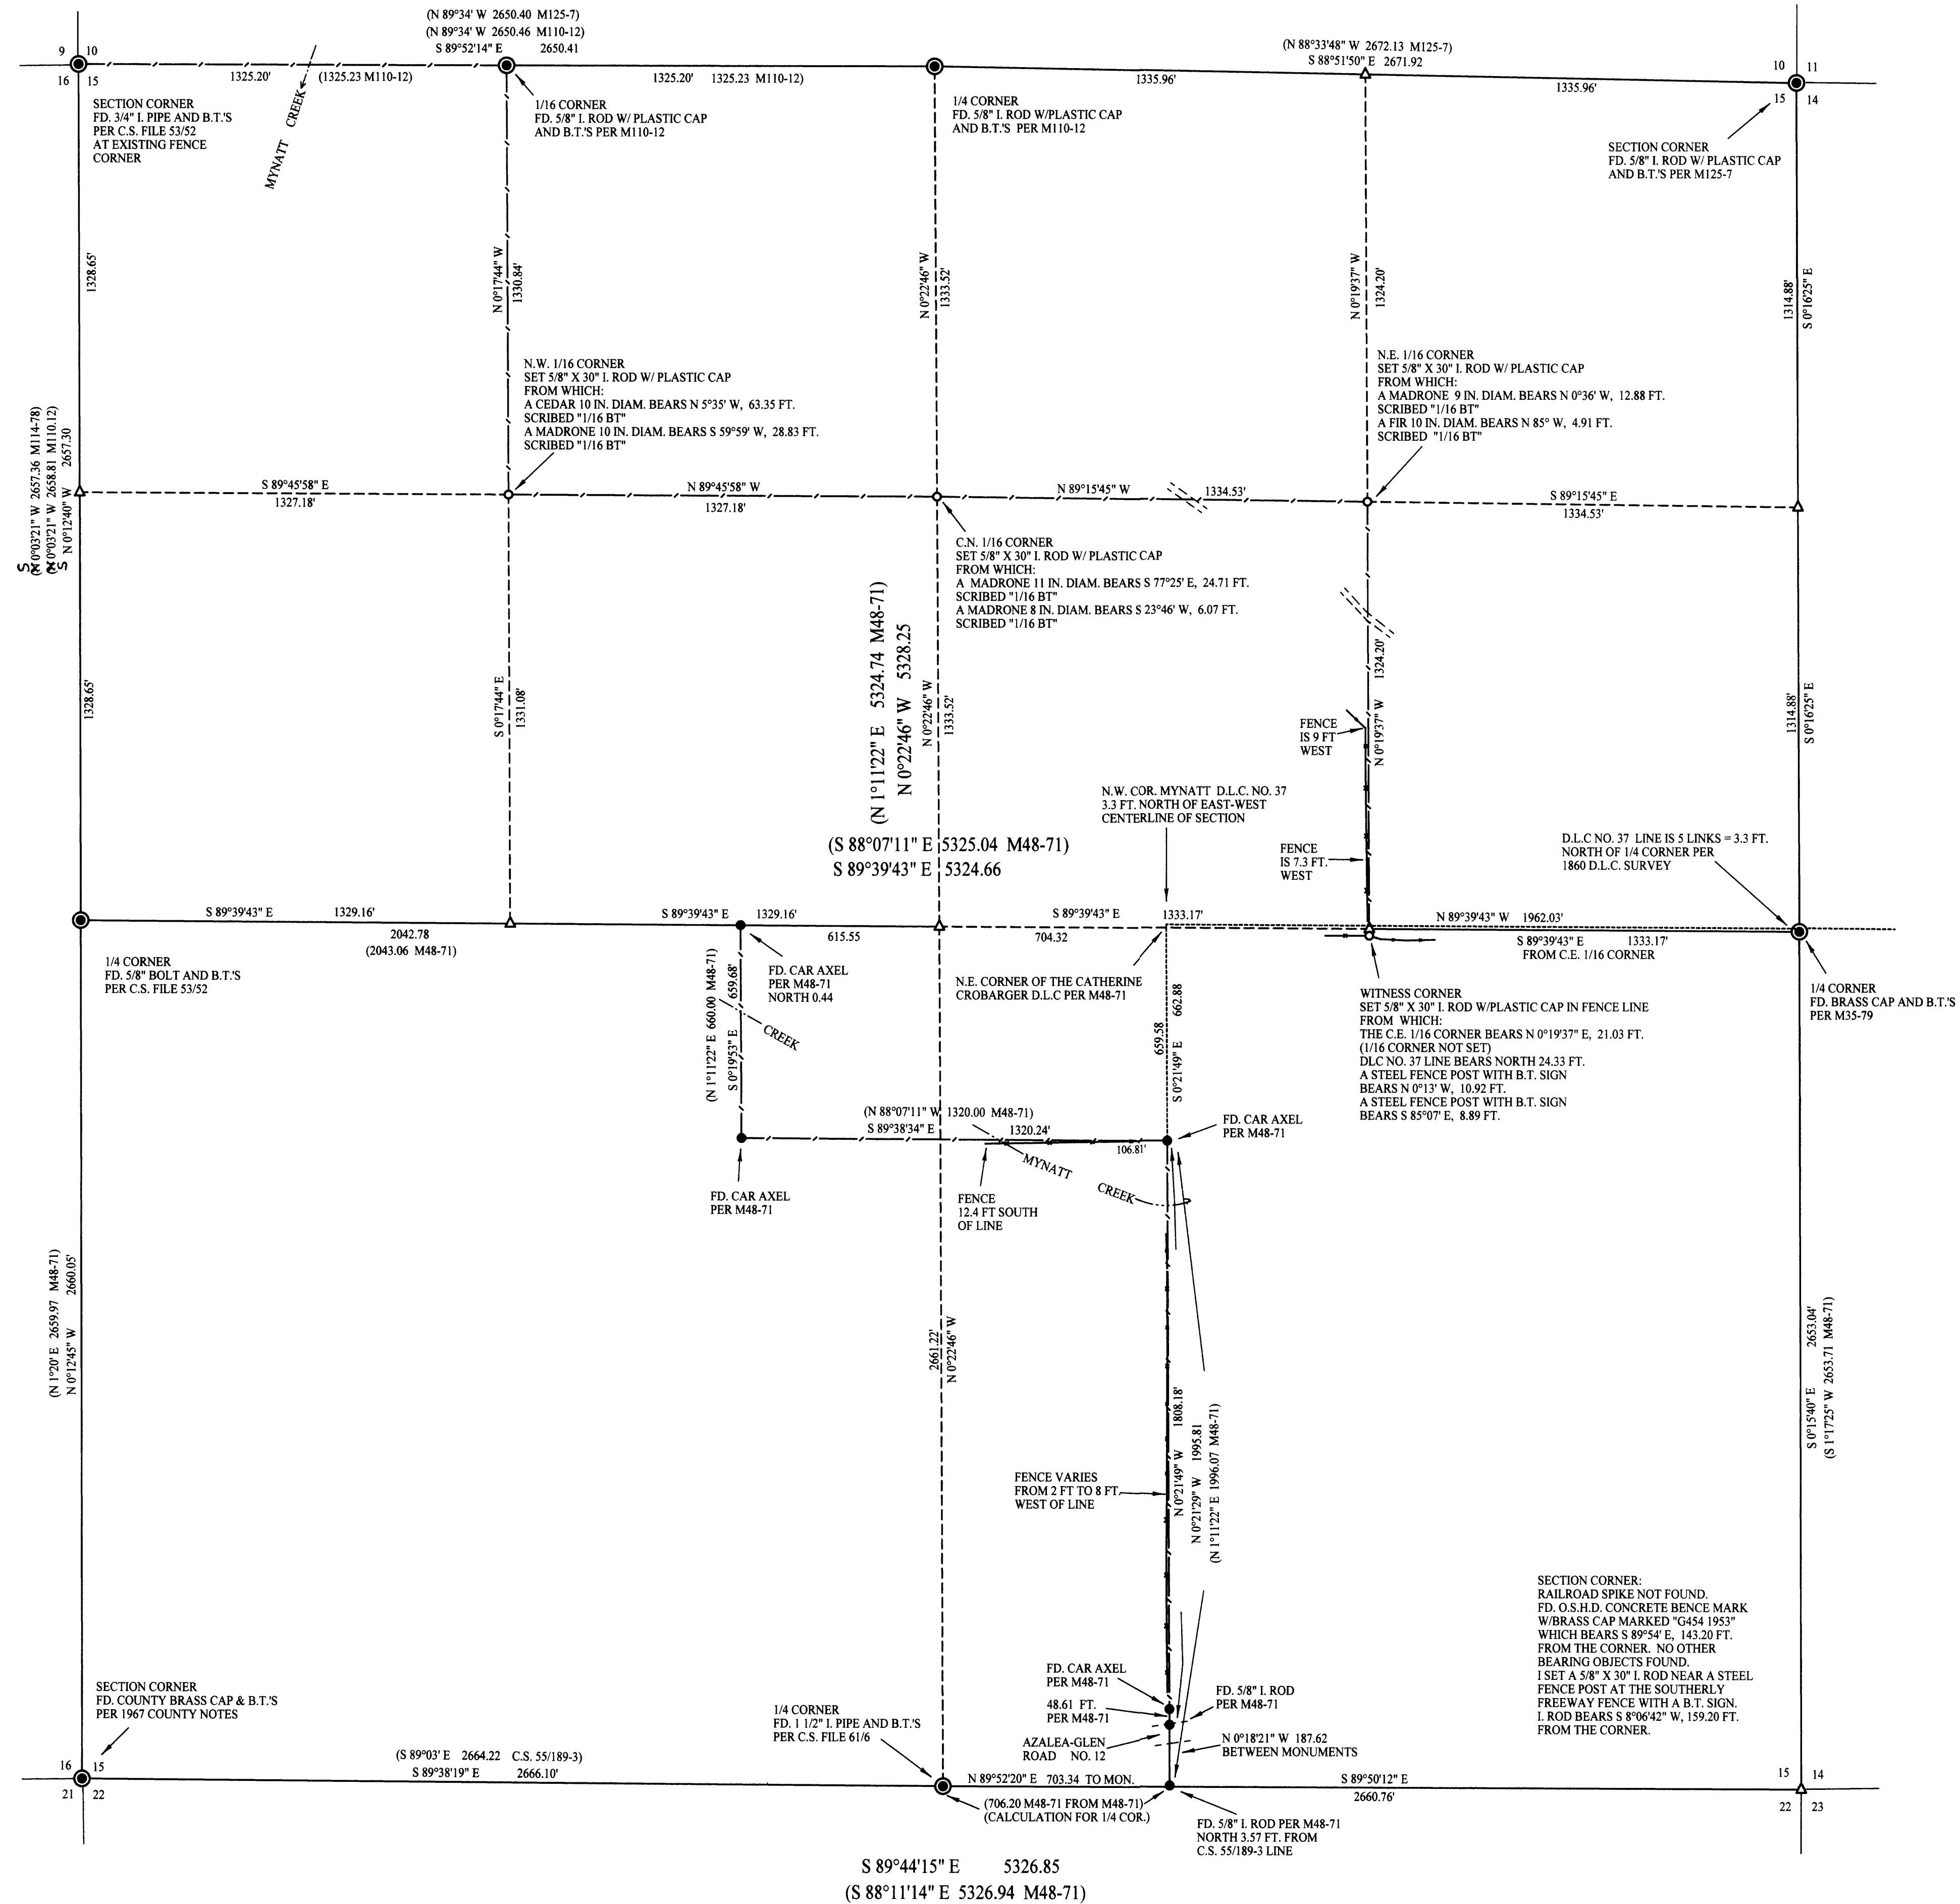 (N 89°34' W 2650.40 M125-7)
(N 89°34' W 2650.46 M110-12)
S 89°52'14" E 2650.41
(N 88°33'48" W 2672.13 M125-7)
S 88°51'50" E 2671.92
9 10
16 15
10 11
15 14
1325.20'
(1325.23 M110-12)
1325.20'
1325.23 M110-12)
1335.96'
1335.96'
SECTION CORNER
FD. 3/4" I. PIPE AND B.T.'S
PER C.S. FILE 53/52
AT EXISTING FENCE
CORNER
MYNATT CREEK
1/16 CORNER
FD. 5/8" I. ROD W/ PLASTIC CAP
AND B.T.'S PER M110-12
1/4 CORNER
FD. 5/8" I. ROD W/PLASTIC CAP
AND B.T.'S PER M110-12
SECTION CORNER
FD. 5/8" I. ROD W/ PLASTIC CAP
AND B.T.'S PER M125-7
1328.65'
N 0°17'44" W
1330.84'
N 0°22'46" W
1333.52'
N 0°19'37" W
1324.20'
1314.88'
S 0°16'25" E
N.W. 1/16 CORNER
SET 5/8" X 30" I. ROD W/ PLASTIC CAP
FROM WHICH:
A CEDAR 10 IN. DIAM. BEARS N 5°35' W, 63.35 FT.
SCRIBED "1/16 BT"
A MADRONE 10 IN. DIAM. BEARS S 59°59' W, 28.83 FT.
SCRIBED "1/16 BT"
N.E. 1/16 CORNER
SET 5/8" X 30" I. ROD W/ PLASTIC CAP
FROM WHICH:
A MADRONE 9 IN. DIAM. BEARS N 0°36' W, 12.88 FT.
SCRIBED "1/16 BT"
A FIR 10 IN. DIAM. BEARS N 85° W, 4.91 FT.
SCRIBED "1/16 BT"
S (N 0°03'21" W 2657.36 M114-78)
S (N 0°03'21" W 2658.81 M110.12)
S N 0°12'40" W 2657.30
S 89°45'58" E
1327.18'
N 89°45'58" W
1327.18'
N 89°15'45" W
1334.53'
S 89°15'45" E
1334.53'
C.N. 1/16 CORNER
SET 5/8" X 30" I. ROD W/ PLASTIC CAP
FROM WHICH:
A MADRONE 11 IN. DIAM. BEARS S 77°25' E, 24.71 FT.
SCRIBED "1/16 BT"
A MADRONE 8 IN. DIAM. BEARS S 23°46' W, 6.07 FT.
SCRIBED "1/16 BT"
1328.65'
S 0°17'44" E
1331.08'
(N 1°11'22" E 5324.74 M48-71)
N 0°22'46" W 5328.25
N 0°22'46" W
1333.52'
N 0°19'37" W 1324.20'
1314.88'
S 0°16'25" E
FENCE
IS 9 FT
WEST
N.W. COR. MYNATT D.L.C. NO. 37
3.3 FT. NORTH OF EAST-WEST
CENTERLINE OF SECTION
FENCE
IS 7.3 FT.
WEST
D.L.C NO. 37 LINE IS 5 LINKS = 3.3 FT.
NORTH OF 1/4 CORNER PER
1860 D.L.C. SURVEY
(S 88°07'11" E 5325.04 M48-71)
S 89°39'43" E 5324.66
S 89°39'43" E 1329.16'
2042.78
(2043.06 M48-71)
S 89°39'43" E 1329.16'
615.55
S 89°39'43" E 1333.17'
704.32
N 89°39'43" W 1962.03'
S 89°39'43" E 1333.17'
FROM C.E. 1/16 CORNER
1/4 CORNER
FD. 5/8" BOLT AND B.T.'S
PER C.S. FILE 53/52
FD. CAR AXEL
PER M48-71
NORTH 0.44
N.E. CORNER OF THE CATHERINE
CROBARGER D.L.C PER M48-71
1/4 CORNER
FD. BRASS CAP AND B.T.'S
PER M35-79
WITNESS CORNER
SET 5/8" X 30" I. ROD W/PLASTIC CAP IN FENCE LINE
FROM WHICH:
THE C.E. 1/16 CORNER BEARS N 0°19'37" E, 21.03 FT.
(1/16 CORNER NOT SET)
DLC NO. 37 LINE BEARS NORTH 24.33 FT.
A STEEL FENCE POST WITH B.T. SIGN
BEARS N 0°13' W, 10.92 FT.
A STEEL FENCE POST WITH B.T. SIGN
BEARS S 85°07' E, 8.89 FT.
(N 1°11'22" E 660.00 M48-71)
S 0°19'53" E 659.68'
CREEK
659.58
S 0°21'49" E 662.88
(N 88°07'11" W 1320.00 M48-71)
S 89°38'34" E 1320.24'
106.81'
FD. CAR AXEL
PER M48-71
MYNATT CREEK
FD. CAR AXEL
PER M48-71
FENCE
12.4 FT SOUTH
OF LINE
(N 1°20' E 2659.97 M48-71)
N 0°12'45" W 2660.05'
2661.22'
N 0°22'46" W
N 0°21'49" W 1808.18'
N 0°21'29" W 1995.81
(N 1°11'22" E 1996.07 M48-71)
S 0°15'40" E 2653.04'
(S 1°17'25" W 2653.71 M48-71)
FENCE VARIES
FROM 2 FT TO 8 FT.
WEST OF LINE
SECTION CORNER:
RAILROAD SPIKE NOT FOUND.
FD. O.S.H.D. CONCRETE BENCE MARK
W/BRASS CAP MARKED "G454 1953"
WHICH BEARS S 89°54' E, 143.20 FT.
FROM THE CORNER. NO OTHER
BEARING OBJECTS FOUND.
I SET A 5/8" X 30" I. ROD NEAR A STEEL
FENCE POST AT THE SOUTHERLY
FREEWAY FENCE WITH A B.T. SIGN.
I. ROD BEARS S 8°06'42" W, 159.20 FT.
FROM THE CORNER.
SECTION CORNER
FD. COUNTY BRASS CAP & B.T.'S
PER 1967 COUNTY NOTES
1/4 CORNER
FD. 1 1/2" I. PIPE AND B.T.'S
PER C.S. FILE 61/6
FD. CAR AXEL
PER M48-71
48.61 FT.
PER M48-71
FD. 5/8" I. ROD
PER M48-71
AZALEA-GLEN
ROAD NO. 12
N 0°18'21" W 187.62
BETWEEN MONUMENTS
16 15
21 22
(S 89°03' E 2664.22 C.S. 55/189-3)
S 89°38'19" E 2666.10'
N 89°52'20" E 703.34 TO MON.
(706.20 M48-71 FROM M48-71)
(CALCULATION FOR 1/4 COR.)
S 89°50'12" E
2660.76'
15 14
22 23
FD. 5/8" I. ROD PER M48-71
NORTH 3.57 FT. FROM
C.S. 55/189-3 LINE
S 89°44'15" E 5326.85
(S 88°11'14" E 5326.94 M48-71)